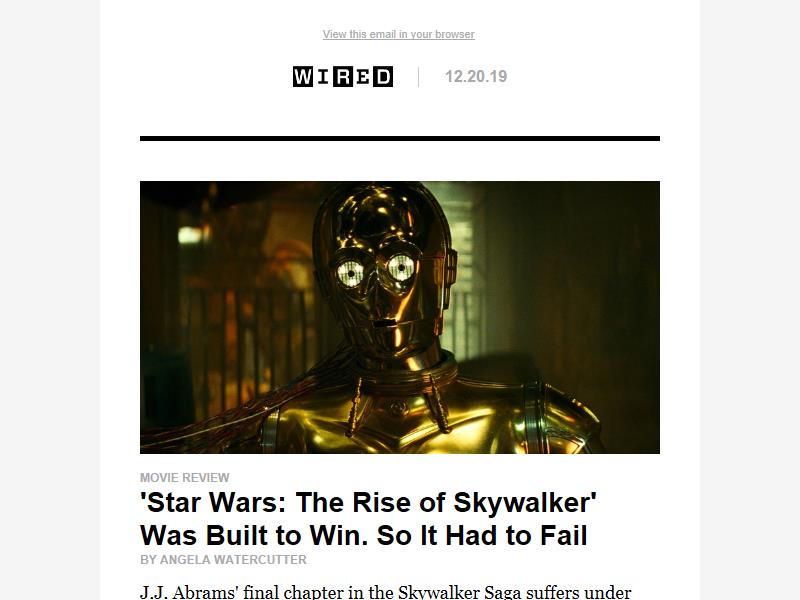 View this email in your browser
WIRED 12.20.19
MOVIE REVIEW
'Star Wars: The Rise of Skywalker'
Was Built to Win. So It Had to Fail
BY ANGELA WATERCUTTER
J.J. Abrams' final chapter in the Skywalker Saga suffers under